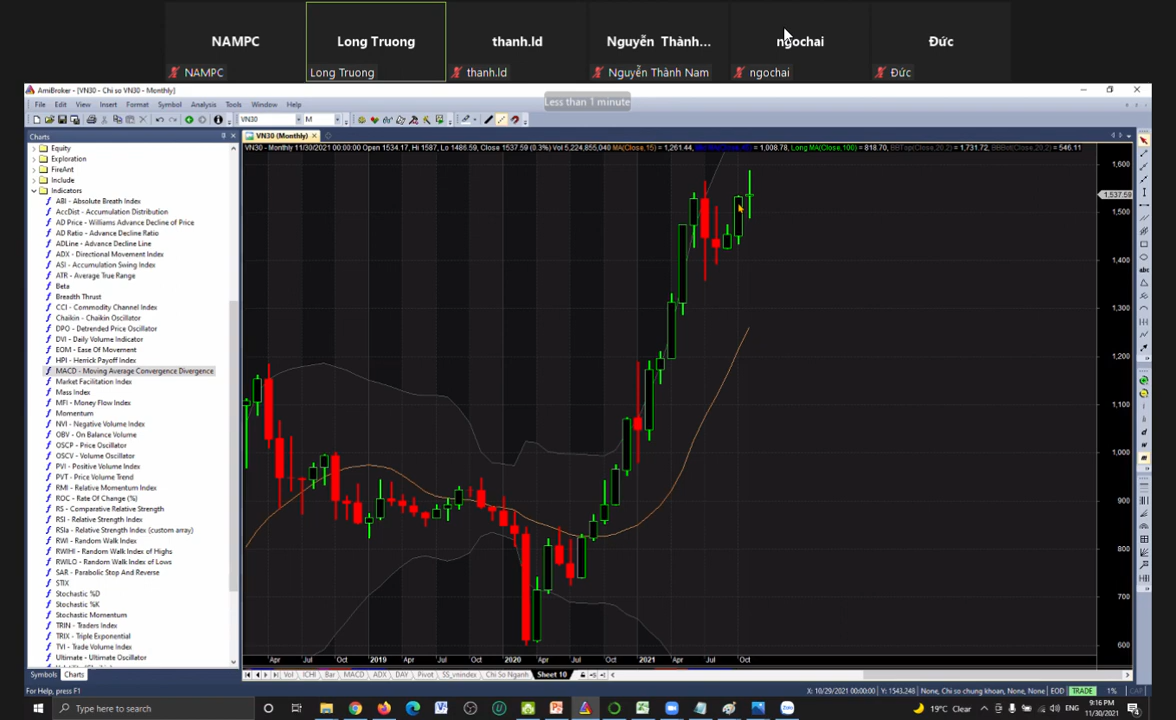 NAMPC
Long Truong
thanh.ld
Nguyễn Thành...
ngochai
Đức
NAMPC
Long Truong
thanh.ld
Nguyễn Thành Nam
ngochai
Đức
AmiBroker - [VN30 - Chi so VN30 - Monthly]
Less than 1 minute
File Edit View Insert Format Symbol Analysis Tools Window Help
VN30 M
Charts
VN30 (Monthly)
VN30 - Monthly 11/30/2021 00:00:00 Open 1534.17, Hi 1587, Lo 1486.59, Close 1537.59 (0.3%) Vol 5,224,855,040 MA(Close,15) = 1,261.44, = 1,008.78, Long MA(Close,100) = 818.70, BBTop(Close,20,2) = 1,731.72, BBBot(Close,20,2) = 546.11
Equity
Exploration
FireAnt
Include
Indicators
ABI - Absolute Breath Index
AccDist - Accumulation Distribution
AD Price - Williams Advance Decline of Price
AD Ratio - Advance Decline Ratio
ADLine - Advance Decline Line
ADX - Directional Movement Index
ASI - Accumulation Swing Index
ATR - Average True Range
Beta
Breadth Thrust
CCI - Commodity Channel Index
Chaikin - Chaikin Oscillator
DPO - Detrended Price Oscillator
DVI - Daily Volume Indicator
EOM - Ease Of Movement
HPI - Herrick Payoff Index
MACD - Moving Average Convergence Divergence
Market Facilitation Index
Mass Index
MFI - Money Flow Index
Momentum
NVI - Negative Volume Index
OBV - On Balance Volume
OSCP - Price Oscillator
OSCV - Volume Oscillator
PVI - Positive Volume Index
PVT - Price Volume Trend
RMI - Relative Momentum Index
ROC - Rate Of Change (%)
RS - Comparative Relative Strength
RSI - Relative Strength Index
RSIa - Relative Strength Index (custom array)
RWI - Random Walk Index
RWIHI - Random Walk Index of Highs
RWILO - Random Walk Index of Lows
SAR - Parabolic Stop And Reverse
STIX
Stochastic %D
Stochastic %K
Stochastic Momentum
TRIN - Traders Index
TRIX - Triple Exponential
TVI - Trade Volume Index
Ultimate - Ultimate Oscillator
1,600
1,537.59
1,500
1,400
1,300
1,200
1,100
1,000
900
800
700
600
Apr Jul Oct 2019 Apr Jul Oct 2020 Apr Jul Oct 2021 Apr Jul Oct
Symbols Charts
Vol ICHI Bar MACD ADX DAY Pivot SS_vnindex Chi So Nganh Sheet 10
For Help, press F1
X: 10/29/2021 00:00:00 Y: 1543.248 None, Chi so chung khoan, None, None EOD TRADE 1% CAP
Type here to search
19°C Clear
ENG
9:16 PM
11/30/2021
4